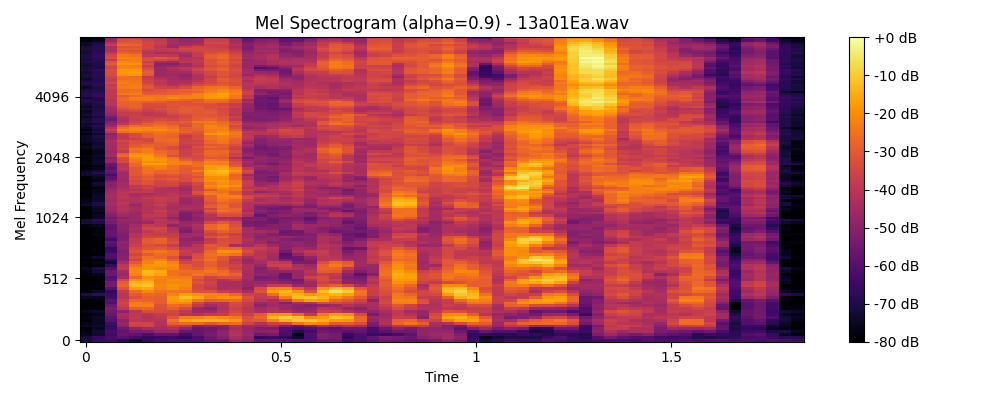 Mel Spectrogram (alpha=0.9) - 13a01Ea.wav
Mel Frequency
4096
2048
1024
512
0
0
0.5
1
1.5
Time
+0 dB
-10 dB
-20 dB
-30 dB
-40 dB
-50 dB
-60 dB
-70 dB
-80 dB